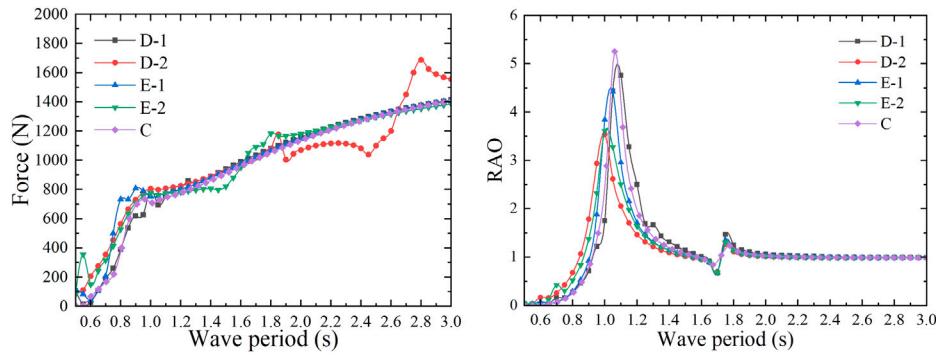 2000
1800
1600
1400
1200
1000
800
600
400
200
0
Force (N)
D-1
D-2
E-1
E-2
C
0.6 0.8 1.0 1.2 1.4 1.6 1.8 2.0 2.2 2.4 2.6 2.8 3.0
Wave period (s)
6
5
4
3
2
1
0
RAO
D-1
D-2
E-1
E-2
C
0.6 0.8 1.0 1.2 1.4 1.6 1.8 2.0 2.2 2.4 2.6 2.8 3.0
Wave period (s)